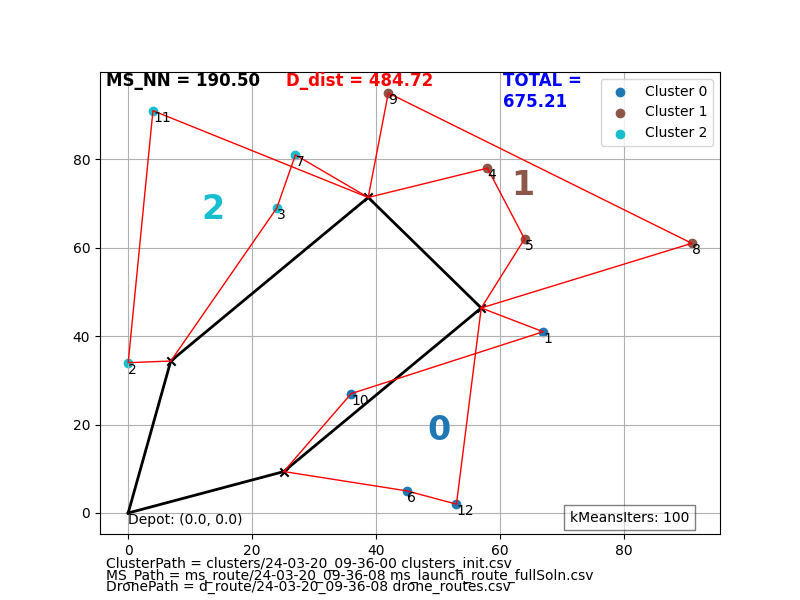 MS_NN = 190.50 D_dist = 484.72 TOTAL =
675.21
Cluster 0
Cluster 1
Cluster 2
9
11
7
4
1
2
3
5
8
2
1
10
0
6
12
Depot: (0.0, 0.0)
kMeansIters: 100
80
60
40
20
0
0 20 40 60 80
ClusterPath = clusters/24-03-20_09-36-00 clusters_init.csv
MS_Path = ms_route/24-03-20_09-36-08 ms_launch_route_fullSoln.csv
DronePath = d_route/24-03-20_09-36-08 drone_routes.csv